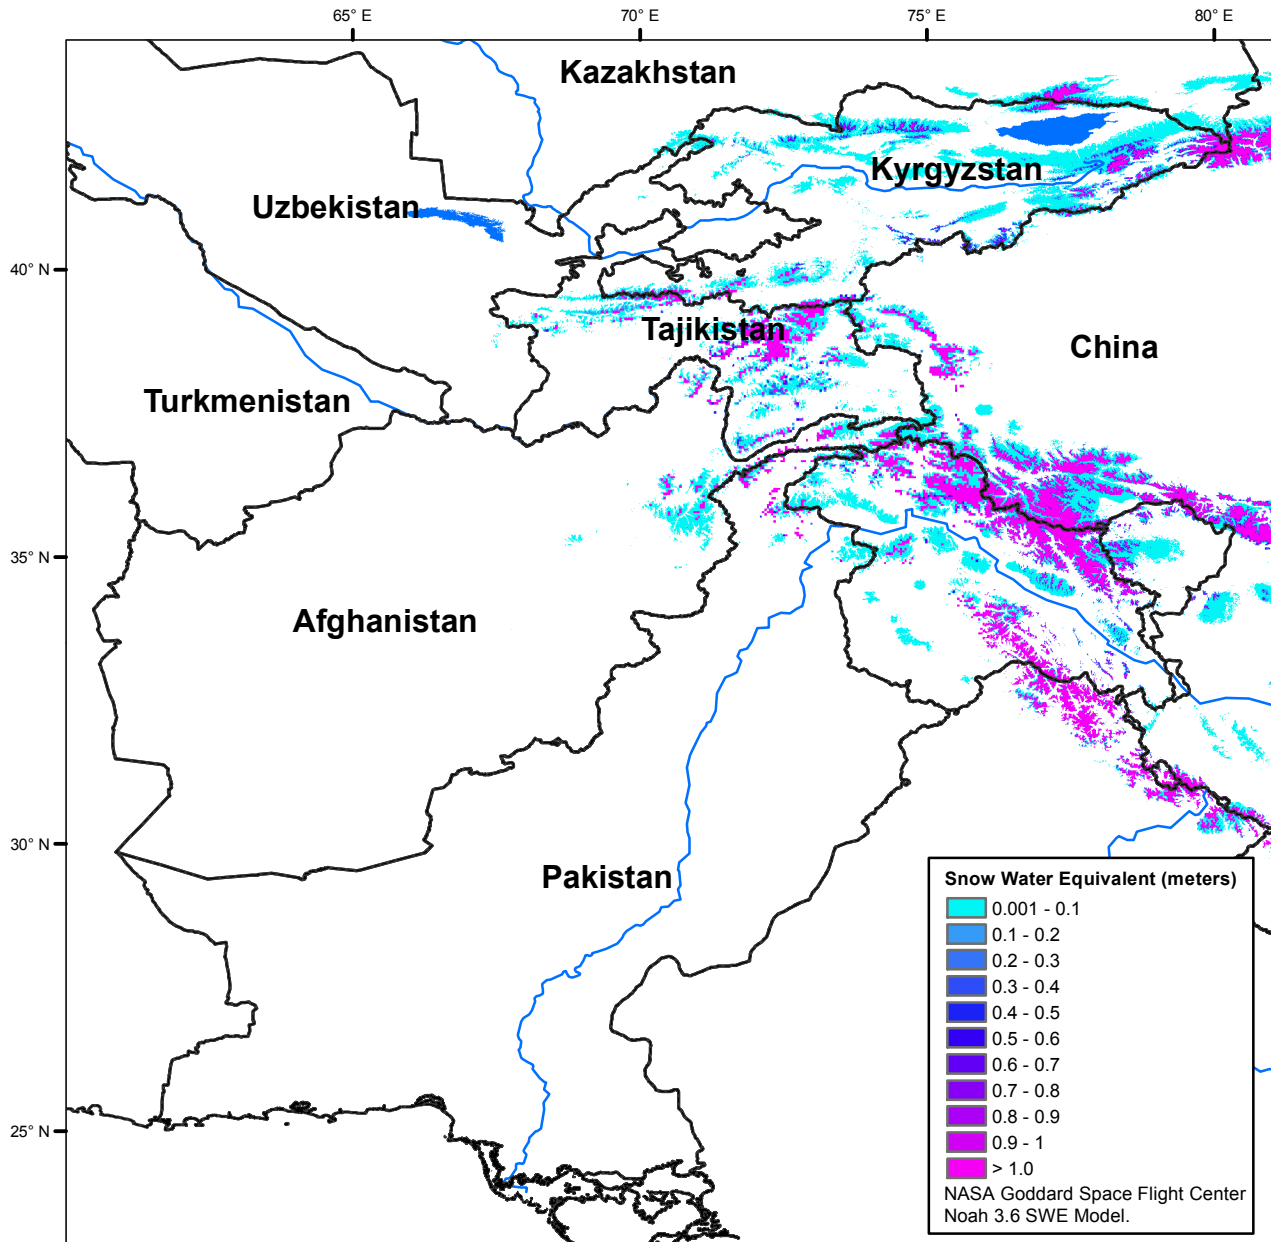 65° E
70° E
75° E
80° E
Kazakhstan
Kyrgyzstan
Uzbekistan
40° N
Tajikistan
China
Turkmenistan
35° N
Afghanistan
30° N
Pakistan
25° N
Snow Water Equivalent (meters)
0.001 - 0.1
0.1 - 0.2
0.2 - 0.3
0.3 - 0.4
0.4 - 0.5
0.5 - 0.6
0.6 - 0.7
0.7 - 0.8
0.8 - 0.9
0.9 - 1
> 1.0
NASA Goddard Space Flight Center
Noah 3.6 SWE Model.